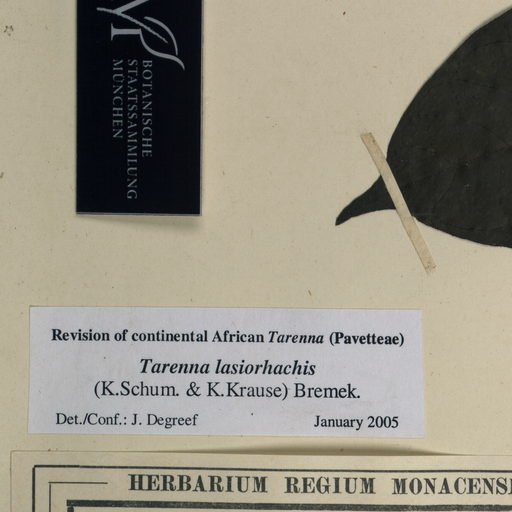 BOTANISCHE
STAATSSAMMLUNG
MÜNCHEN
Revision of continental African Tarenna (Pavetteae)
Tarenna lasiorhachis
(K.Schum. & K.Krause) Bremek.
Det./Conf.: J. Degreef January 2005
HERBARIUM REGIUM MONACENS